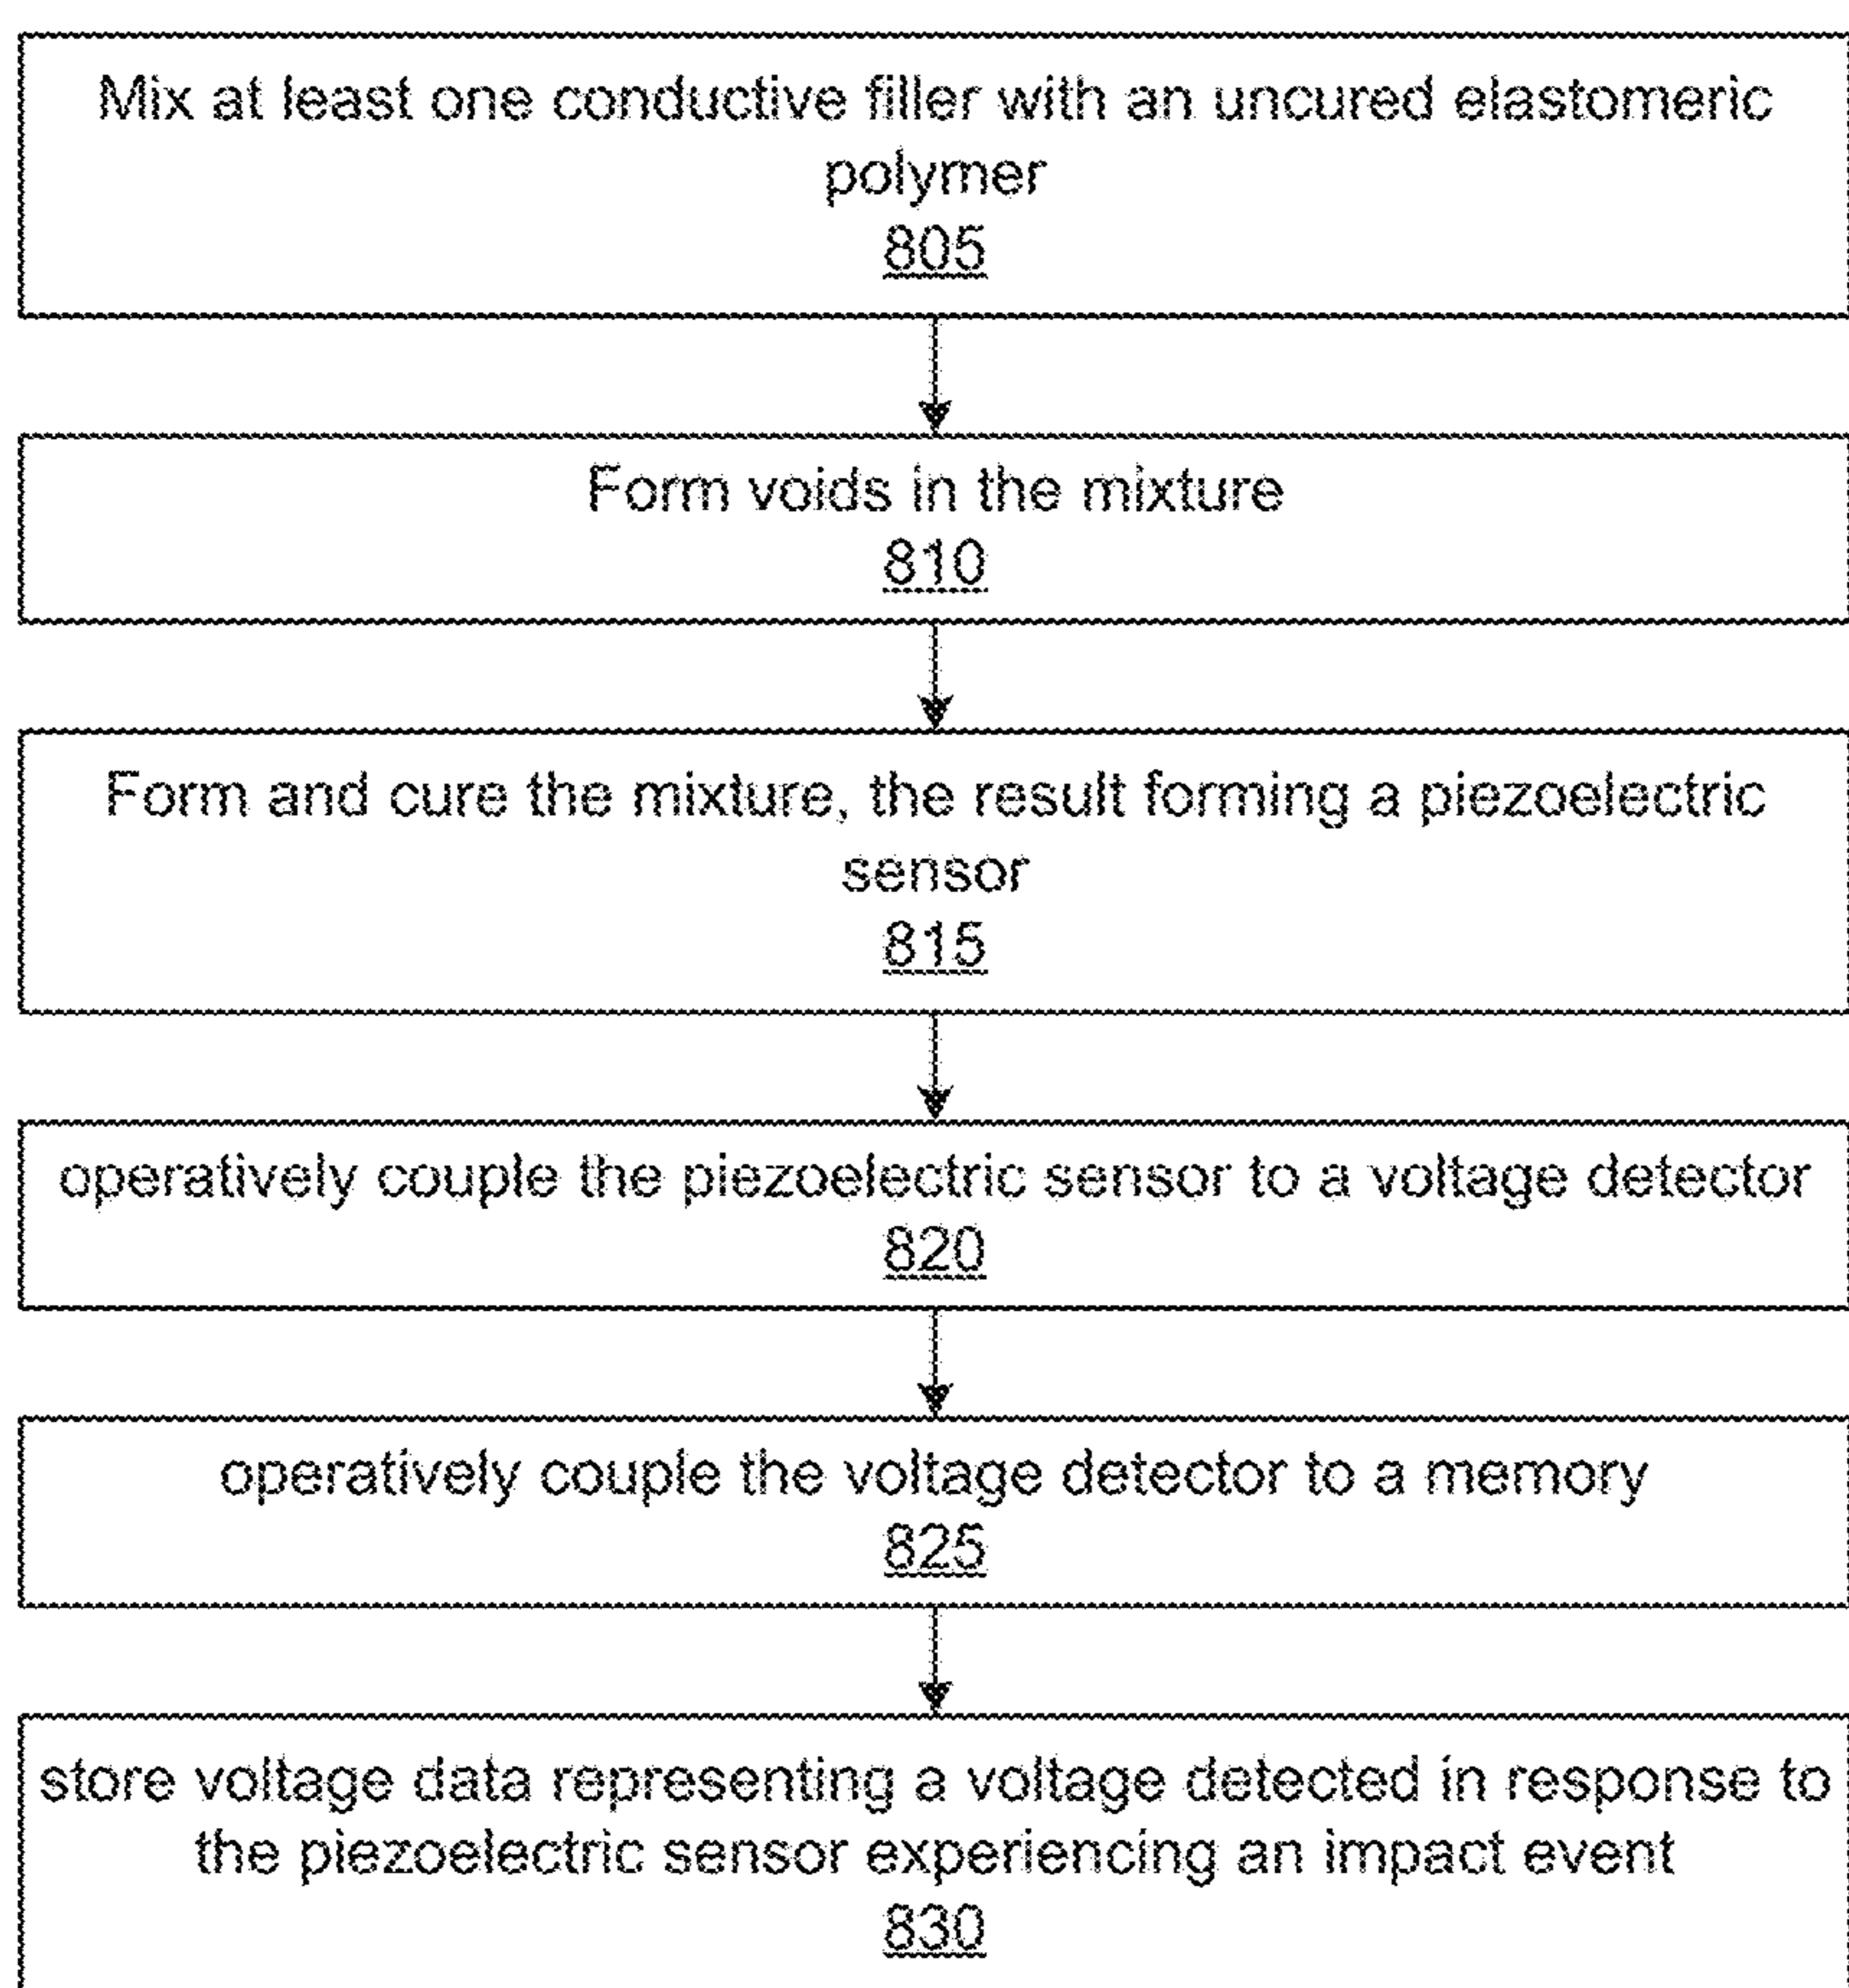 Mix at least one conductive filler with an uncured elastomeric
polymer
805
Form voids in the mixture
810
Form and cure the mixture, the result forming a piezoelectric
sensor
815
operatively couple the piezoelectric sensor to a voltage detector
820
operatively couple the voltage detector to a memory
825
store voltage data representing a voltage detected in response to
the piezoelectric sensor experiencing an impact event
830